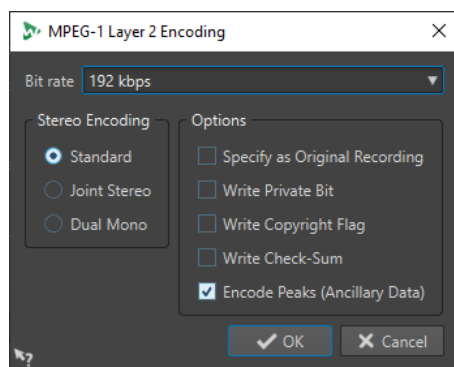 MPEG-1 Layer 2 Encoding
Bit rate 192 kbps
Stereo Encoding
Standard
Joint Stereo
Dual Mono
Options
Specify as Original Recording
Write Private Bit
Write Copyright Flag
Write Check-Sum
Encode Peaks (Ancillary Data)
OK
Cancel
?